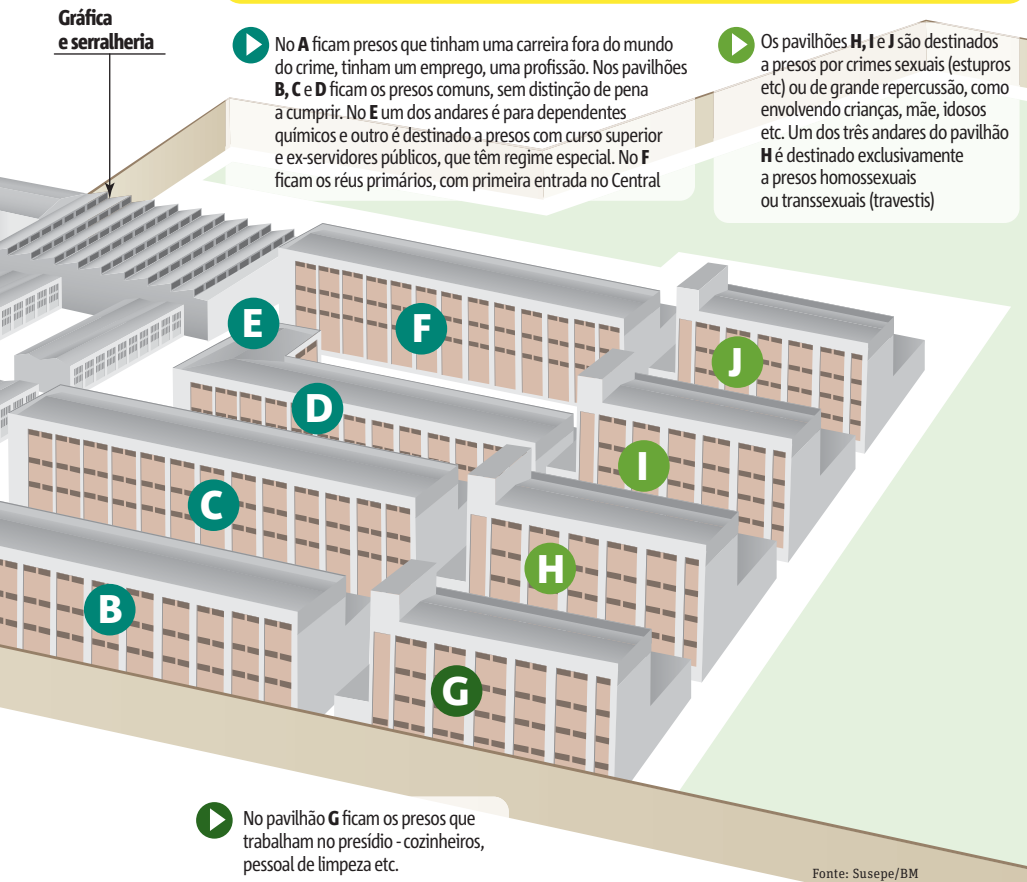 Gráfica
e serralheria
No A ficam presos que tinham uma carreira fora do mundo
do crime, tinham um emprego, uma profissão. Nos pavilhões
B, C e D ficam os presos comuns, sem distinção de pena
a cumprir. No E um dos andares é para dependentes
químicos e outro é destinado a presos com curso superior
e ex-servidores públicos, que têm regime especial. No F
ficam os réus primários, com primeira entrada no Central
Os pavilhões H, I e J são destinados
a presos por crimes sexuais (estupros
etc) ou de grande repercussão, como
envolvendo crianças, mãe, idosos
etc. Um dos três andares do pavilhão
H é destinado exclusivamente
a presos homossexuais
ou transsexuais (travestis)
E
F
J
D
I
C
H
B
G
No pavilhão G ficam os presos que
trabalham no presídio - cozinheiros,
pessoal de limpeza etc.
Fonte: Susepe/BM